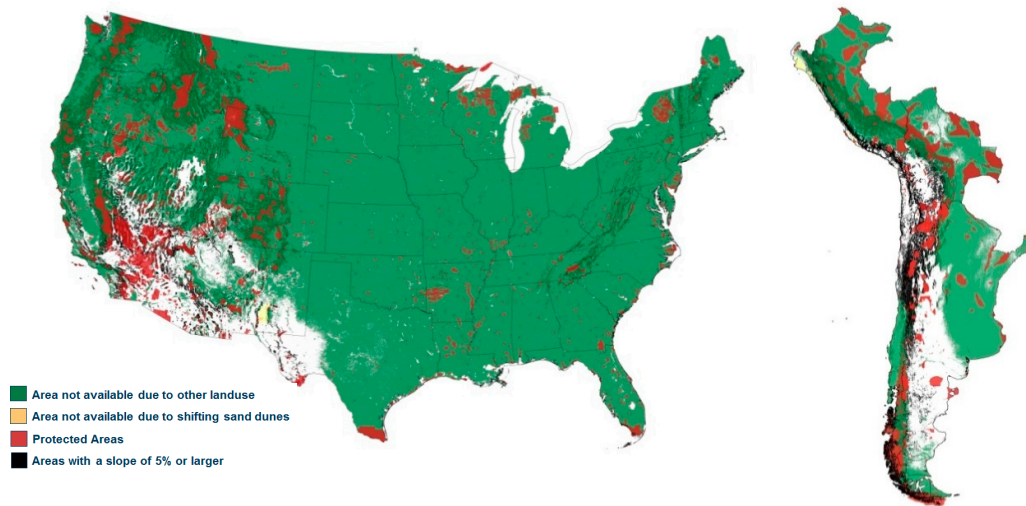 Area not available due to other landuse
Area not available due to shifting sand dunes
Protected Areas
Areas with a slope of 5% or larger